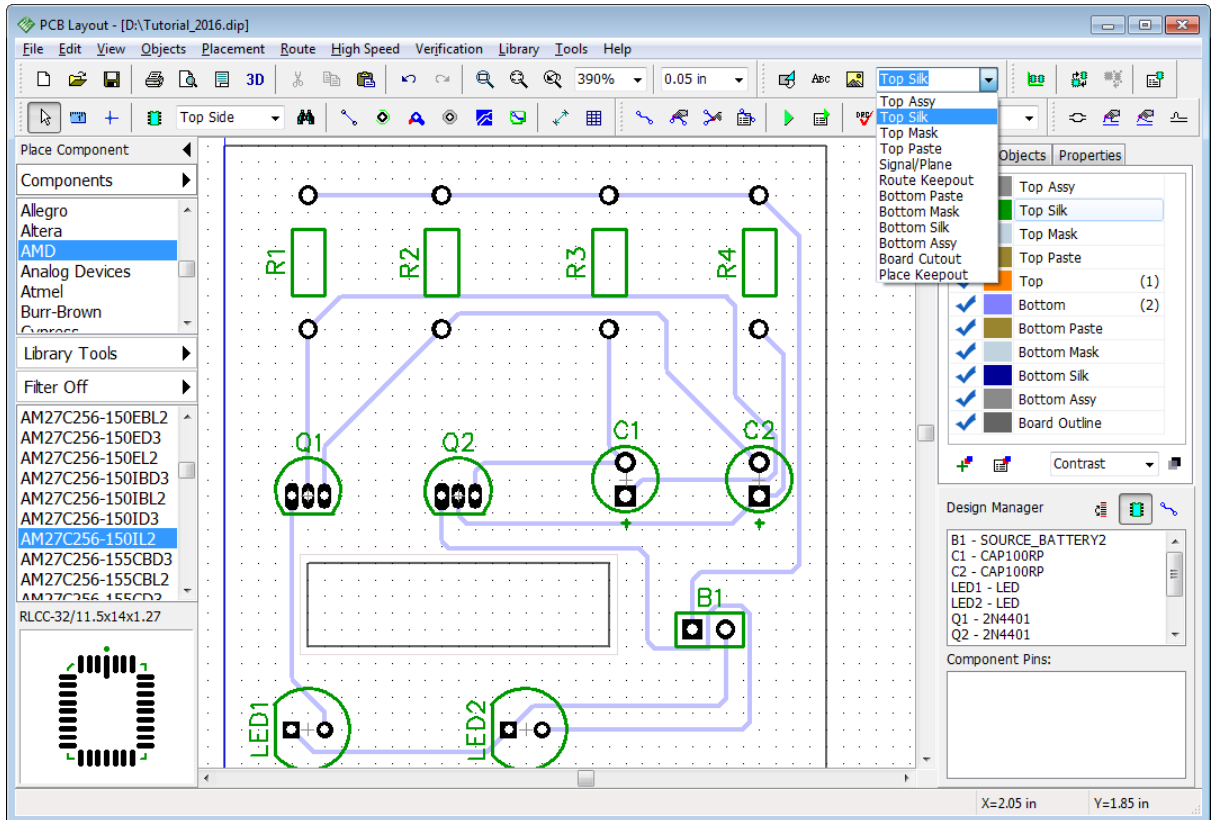 PCB Layout - [D:\Tutorial_2016.dip]
File Edit View Objects Placement Route High Speed Verification Library Tools Help
3D 390% 0.05 in ABC Top Silk
Top Side DRC
Top Assy
Top Silk
Top Mask
Top Paste
Signal/Plane
Route Keepout
Bottom Paste
Bottom Mask
Bottom Silk
Bottom Assy
Board Cutout
Place Keepout
Place Component
Components
Allegro
Altera
AMD
Analog Devices
Atmel
Burr-Brown
Cypress
Library Tools
Filter Off
AM27C256-150EBL2
AM27C256-150ED3
AM27C256-150EL2
AM27C256-150IBD3
AM27C256-150IBL2
AM27C256-150ID3
AM27C256-150IL2
AM27C256-155CBD3
AM27C256-155CBL2
AM27C256-155CD3
RLCC-32/11.5x14x1.27
R1 R2 R3 R4
Q1 Q2 C1 C2
+ +
B1
LED1 LED2
Objects Properties
Top Assy
Top Silk
Top Mask
Top Paste
Top (1)
Bottom (2)
Bottom Paste
Bottom Mask
Bottom Silk
Bottom Assy
Board Outline
Contrast
Design Manager
B1 - SOURCE_BATTERY2
C1 - CAP100RP
C2 - CAP100RP
LED1 - LED
LED2 - LED
Q1 - 2N4401
Q2 - 2N4401
Component Pins:
X=2.05 in Y=1.85 in